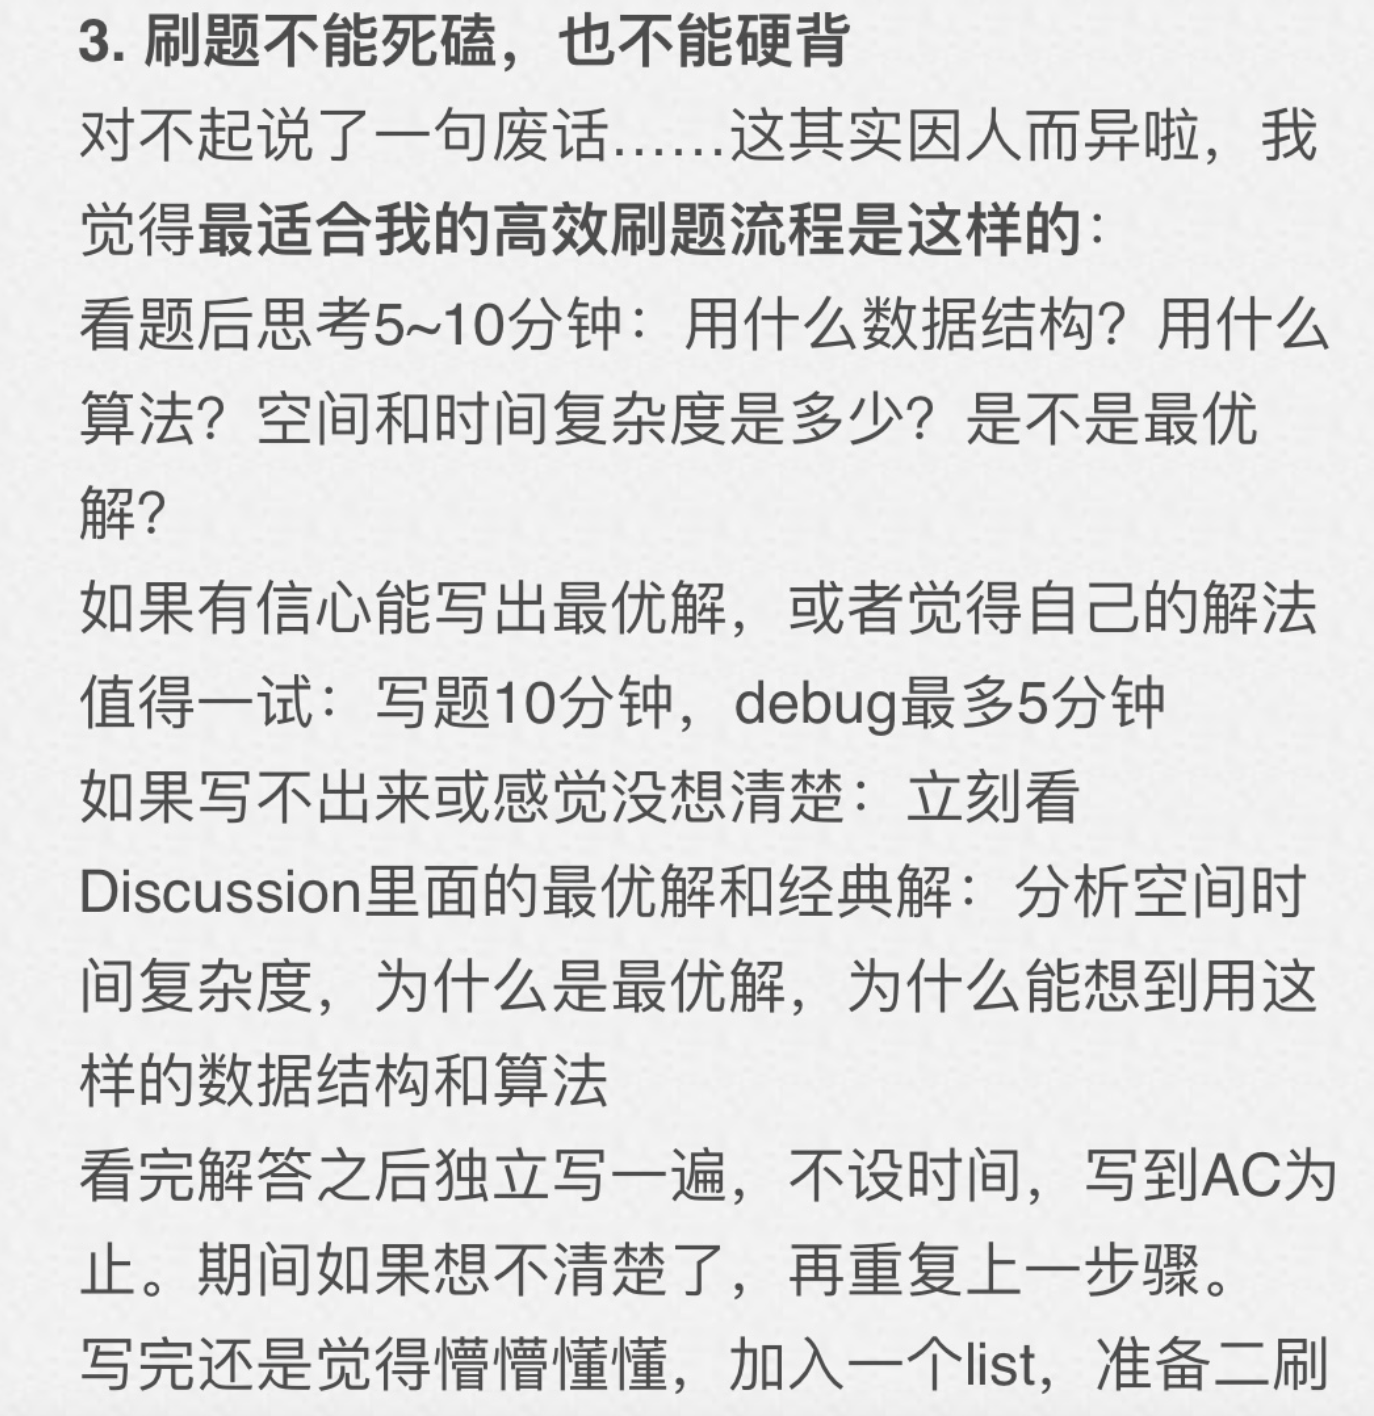 3. 刷题不能死磕，也不能硬背
对不起说了一句废话……这其实因人而异啦，我
觉得最适合我的高效刷题流程是这样的：
看题后思考5~10分钟：用什么数据结构？用什么
算法？空间和时间复杂度是多少？是不是最优
解？
如果有信心能写出最优解，或者觉得自己的解法
值得一试：写题10分钟，debug最多5分钟
如果写不出来或感觉没想清楚：立刻看
Discussion里面的最优解和经典解：分析空间时
间复杂度，为什么是最优解，为什么能想到用这
样的数据结构和算法
看完解答之后独立写一遍，不设时间，写到AC为
止。期间如果想不清楚了，再重复上一步骤。
写完还是觉得懵懵懂懂，加入一个list，准备二刷